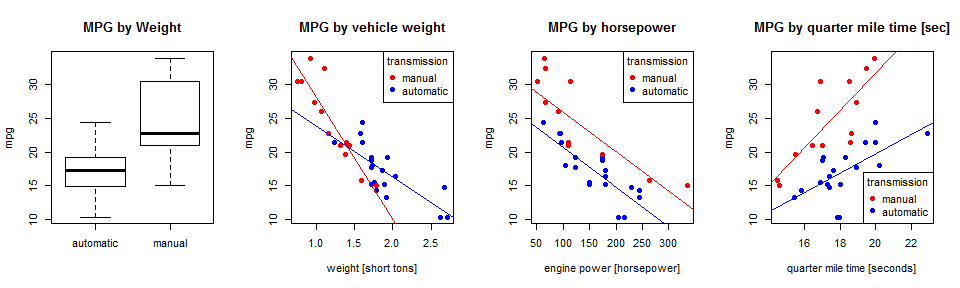 MPG by Weight
mpg
10
15
20
25
30
automatic
manual
MPG by vehicle weight
mpg
10
15
20
25
30
transmission
manual
automatic
1.0
1.5
2.0
2.5
weight [short tons]
MPG by horsepower
mpg
10
15
20
25
30
transmission
manual
automatic
50
100
150
200
250
300
engine power [horsepower]
MPG by quarter mile time [sec]
mpg
10
15
20
25
30
transmission
manual
automatic
16
18
20
22
quarter mile time [seconds]